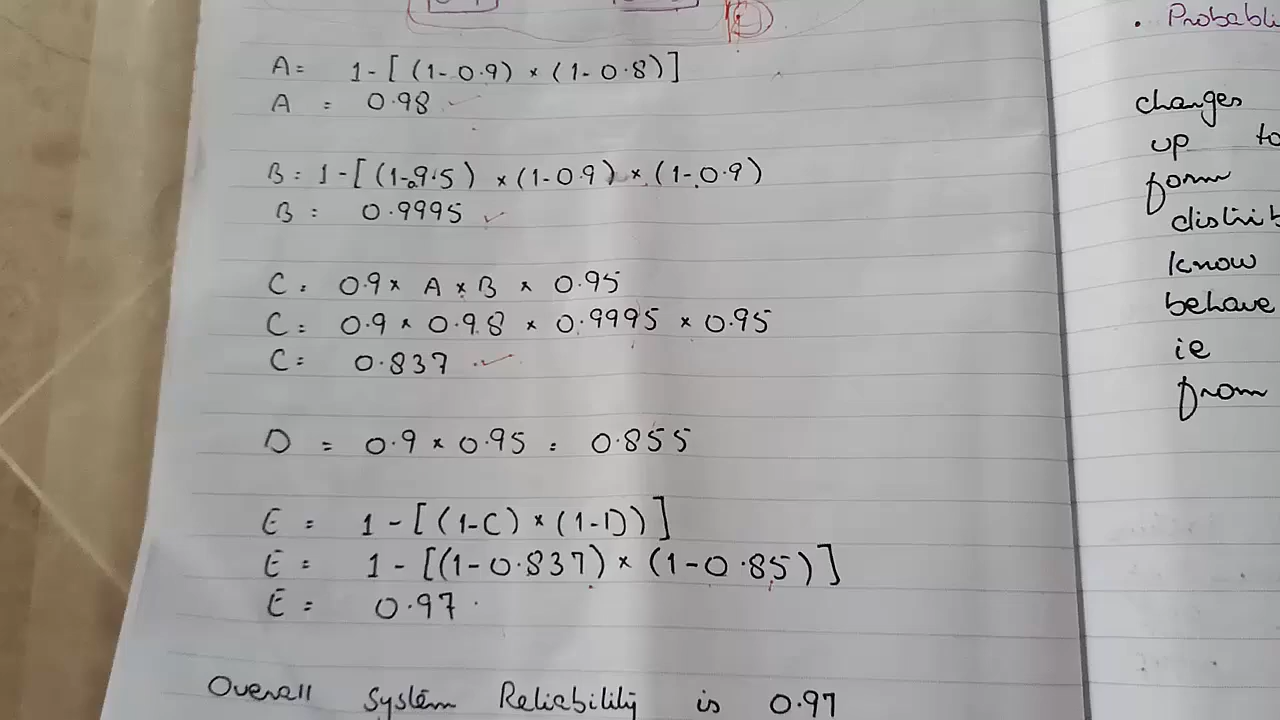 A= 1-[(1-0.9) × (1-0.8)]
A = 0.98
B= 1-[(1-9.5) × (1-0.9) × (1-0.9)
B= 0.9995
C= 0.9 × A × B × 0.95
C= 0.9 × 0.98 × 0.9995 × 0.95
C= 0.837
D = 0.9 × 0.95 = 0.855
E = 1-[(1-C) × (1-D)]
E = 1-[(1-0.837) × (1-0.85)]
E = 0.97
Overall System Reliability is 0.97
changes
up to
form
know
behave
ie
from